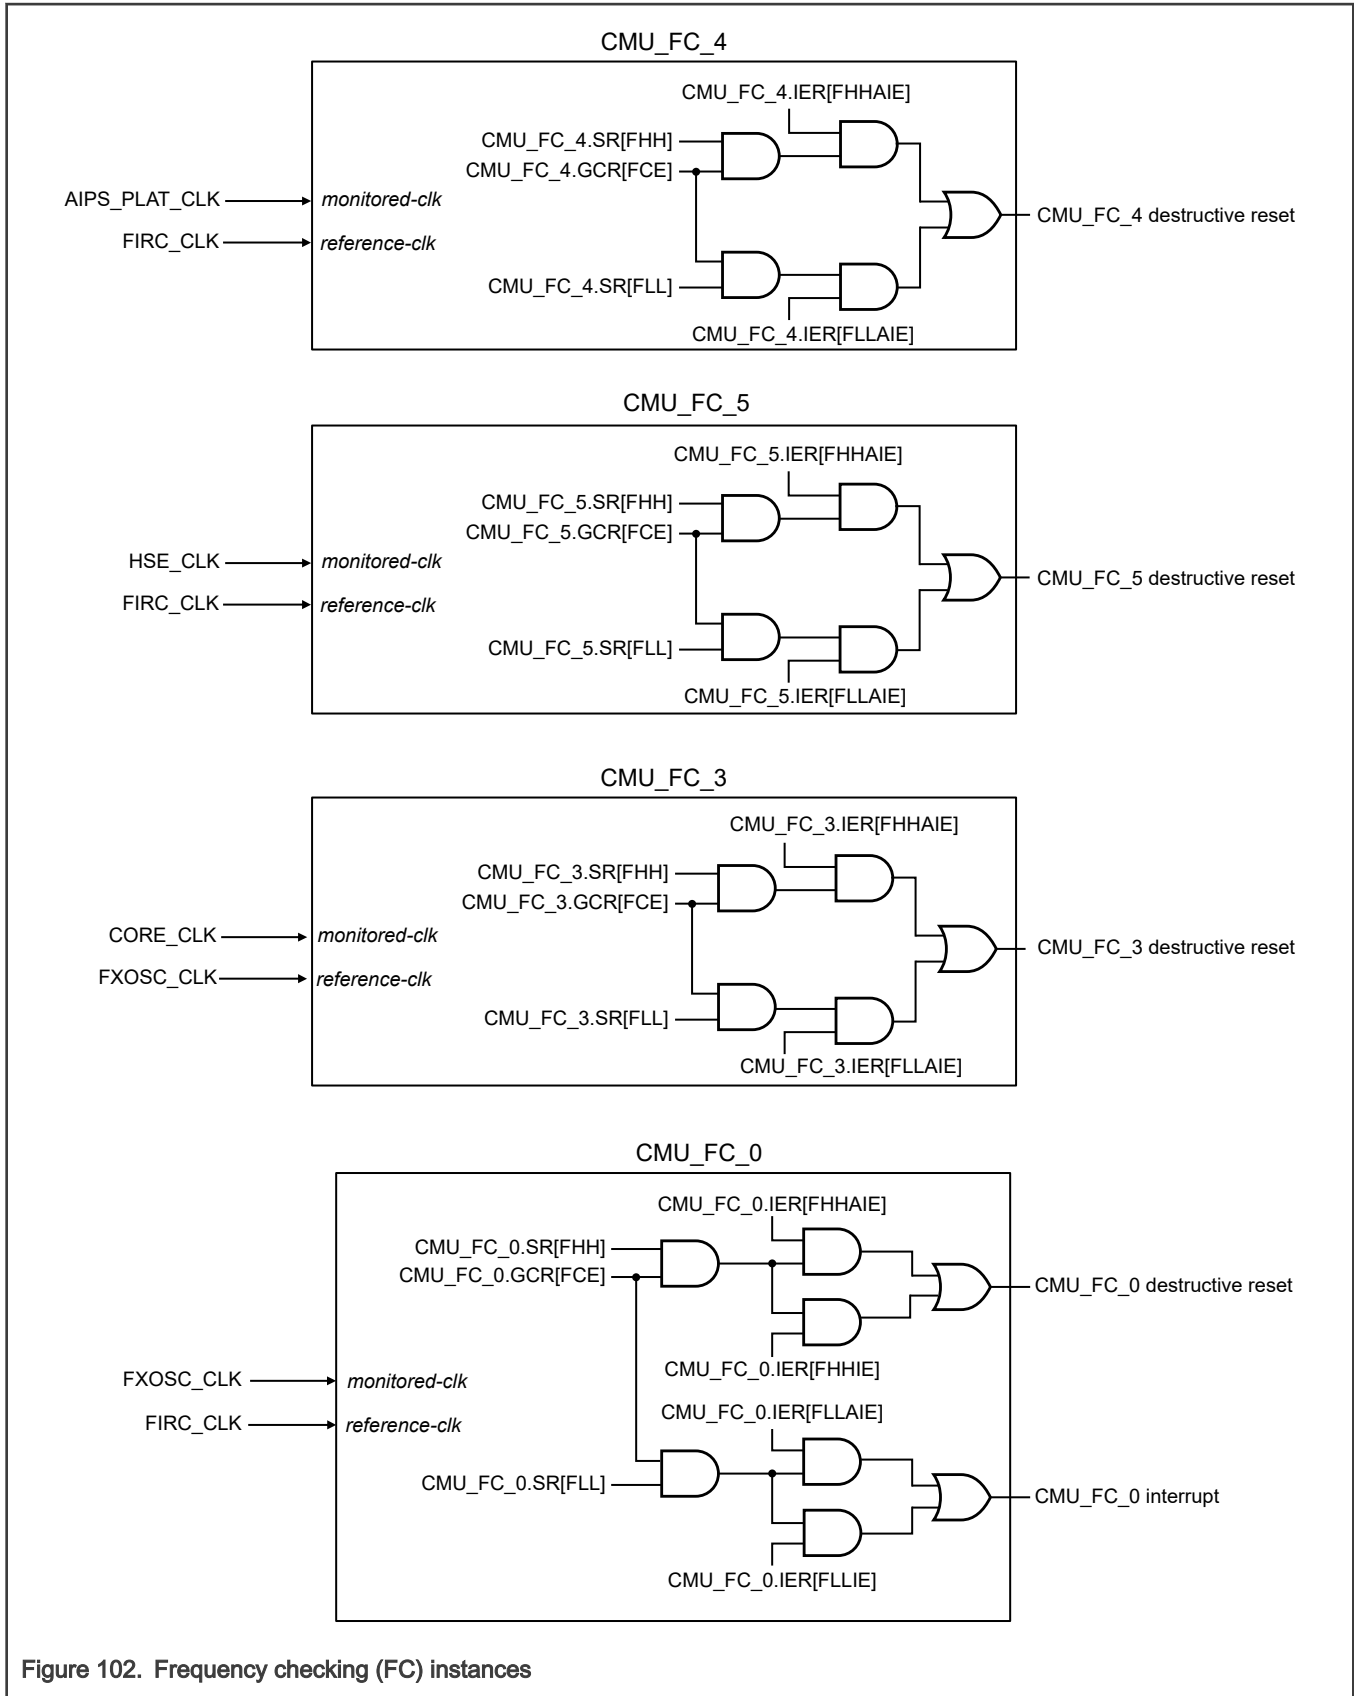 CMU_FC_4
CMU_FC_4.IER[FHHAIE]
CMU_FC_4.SR[FHH]
CMU_FC_4.GCR[FCE]
AIPS_PLAT_CLK
monitored-clk
CMU_FC_4 destructive reset
FIRC_CLK
reference-clk
CMU_FC_4.SR[FLL]
CMU_FC_4.IER[FLLAIE]
CMU_FC_5
CMU_FC_5.IER[FHHAIE]
CMU_FC_5.SR[FHH]
CMU_FC_5.GCR[FCE]
HSE_CLK
monitored-clk
CMU_FC_5 destructive reset
FIRC_CLK
reference-clk
CMU_FC_5.SR[FLL]
CMU_FC_5.IER[FLLAIE]
CMU_FC_3
CMU_FC_3.IER[FHHAIE]
CMU_FC_3.SR[FHH]
CMU_FC_3.GCR[FCE]
CORE_CLK
monitored-clk
CMU_FC_3 destructive reset
FXOSC_CLK
reference-clk
CMU_FC_3.SR[FLL]
CMU_FC_3.IER[FLLAIE]
CMU_FC_0
CMU_FC_0.IER[FHHAIE]
CMU_FC_0.SR[FHH]
CMU_FC_0.GCR[FCE]
CMU_FC_0 destructive reset
CMU_FC_0.IER[FHHIE]
FXOSC_CLK
monitored-clk
CMU_FC_0.IER[FLLAIE]
FIRC_CLK
reference-clk
CMU_FC_0.SR[FLL]
CMU_FC_0 interrupt
CMU_FC_0.IER[FLLIE]
Figure 102. Frequency checking (FC) instances